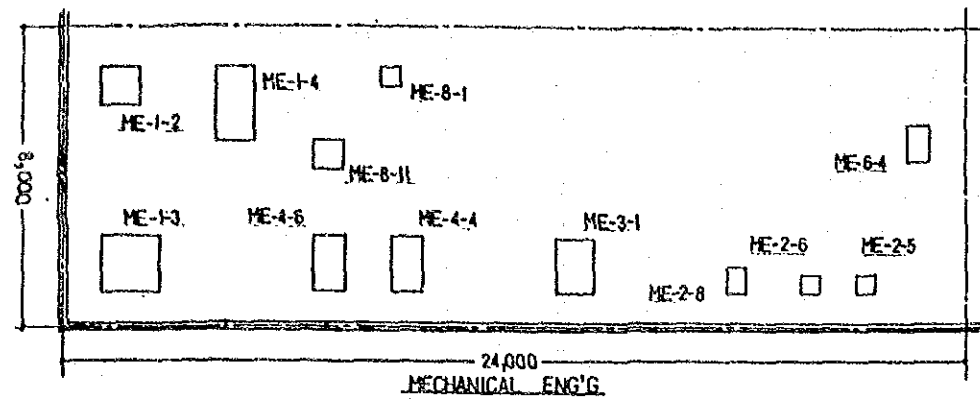 ME-1-2
ME-1-4
ME-8-1
ME-8-11
ME-6-4
8,000
ME-1-3
ME-4-6
ME-4-4
ME-3-1
ME-2-8
ME-2-6
ME-2-5
24,000
MECHANICAL ENG'G.